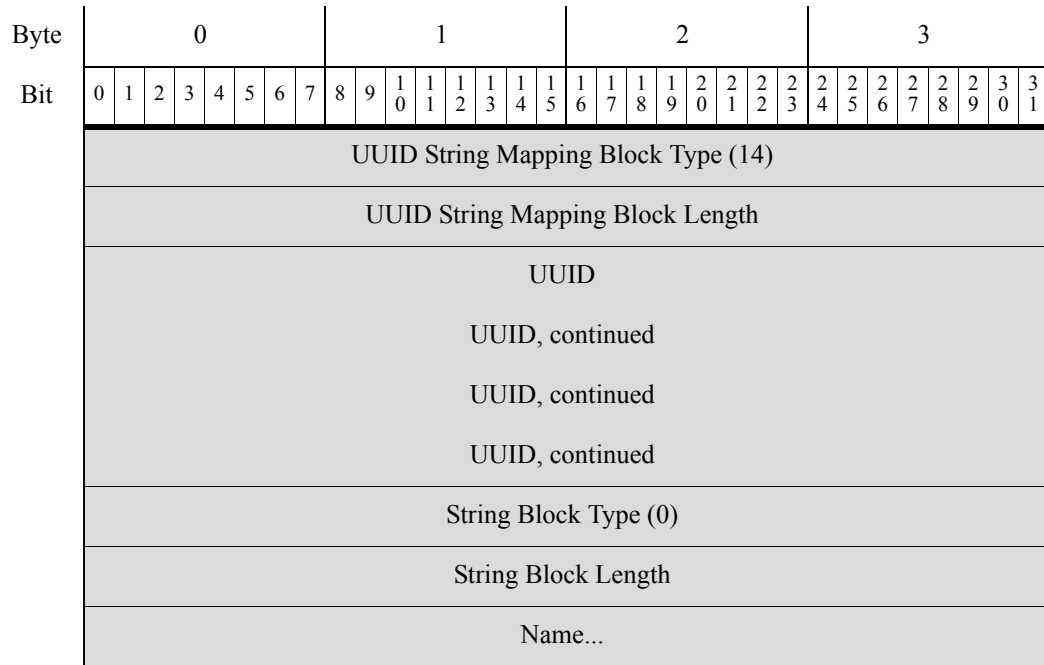 Byte 0 1 2 3
Bit 0 1 2 3 4 5 6 7 8 9 10 11 12 13 14 15 16 17 18 19 20 21 22 23 24 25 26 27 28 29 30 31
UUID String Mapping Block Type (14)
UUID String Mapping Block Length
UUID
UUID, continued
UUID, continued
UUID, continued
String Block Type (0)
String Block Length
Name...